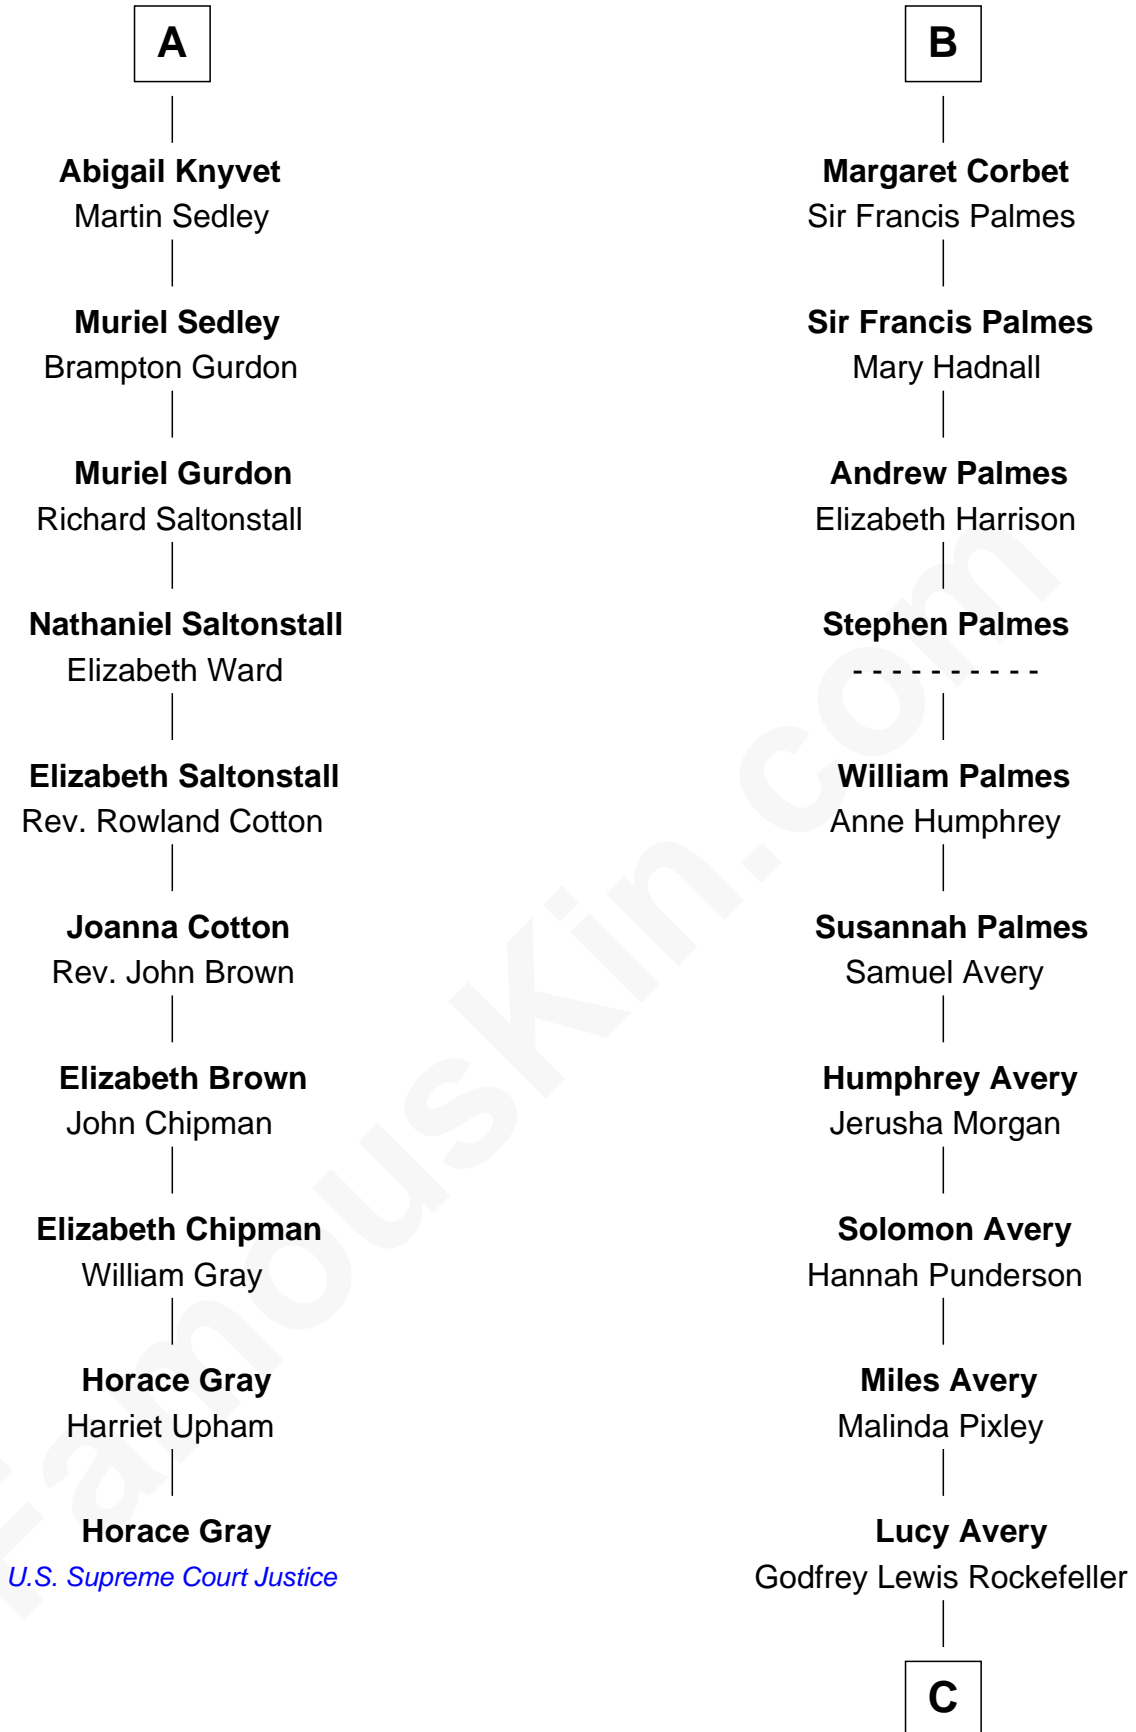 A
Abigail Knyvet
Martin Sedley
Muriel Sedley
Brampton Gurdon
Muriel Gurdon
Richard Saltonstall
Nathaniel Saltonstall
Elizabeth Ward
Elizabeth Saltonstall
Rev. Rowland Cotton
Joanna Cotton
Rev. John Brown
Elizabeth Brown
John Chipman
Elizabeth Chipman
William Gray
Horace Gray
Harriet Upham
Horace Gray
U.S. Supreme Court Justice
B
Margaret Corbet
Sir Francis Palmes
Sir Francis Palmes
Mary Hadnall
Andrew Palmes
Elizabeth Harrison
Stephen Palmes
- - - - - - - - - -
William Palmes
Anne Humphrey
Susannah Palmes
Samuel Avery
Humphrey Avery
Jerusha Morgan
Solomon Avery
Hannah Punderson
Miles Avery
Malinda Pixley
Lucy Avery
Godfrey Lewis Rockefeller
C
FamousKin.com